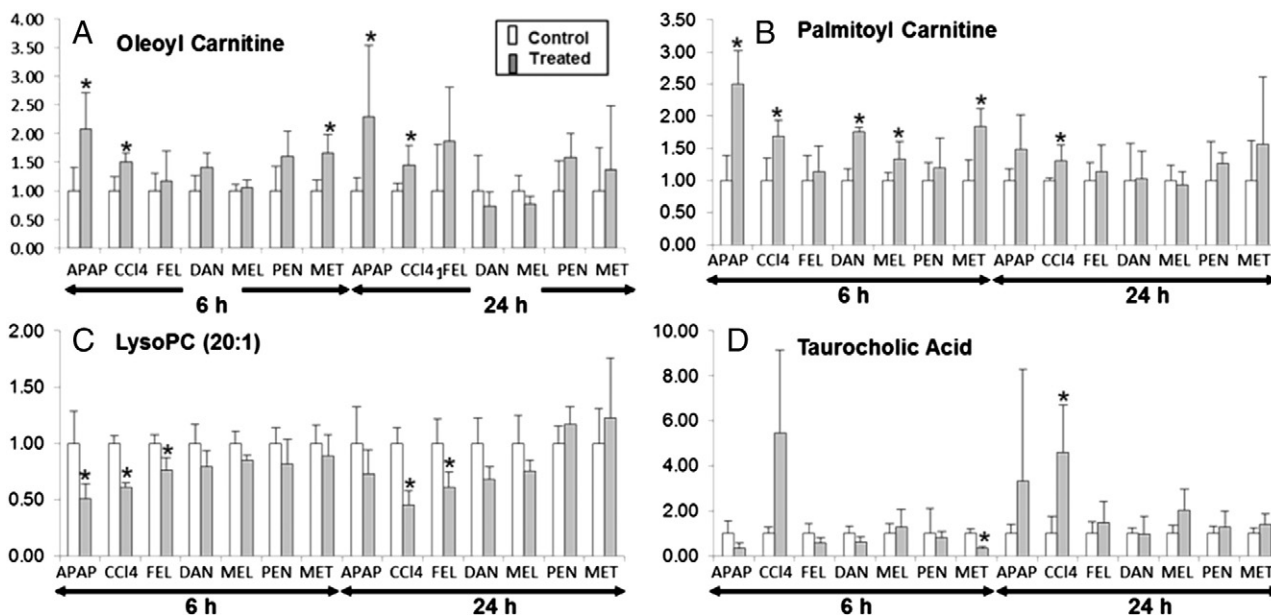 A
Oleoyl Carnitine
Control
Treated
4.00
3.50
3.00
2.50
2.00
1.50
1.00
0.50
0.00
* * * * *
APAP CCl4 FEL DAN MEL PEN MET APAP CCl4 1FEL DAN MEL PEN MET
6 h 24 h
B
Palmitoyl Carnitine
3.50
3.00
2.50
2.00
1.50
1.00
0.50
0.00
* * * * * *
APAP CCl4 FEL DAN MEL PEN MET APAP CCl4 FEL DAN MEL PEN MET
6 h 24 h
C
LysoPC (20:1)
2.00
1.50
1.00
0.50
0.00
* * * * *
APAP CCl4 FEL DAN MEL PEN MET APAP CCl4 FEL DAN MEL PEN MET
6 h 24 h
D
Taurocholic Acid
10.00
8.00
6.00
4.00
2.00
0.00
* *
APAP CCl4 FEL DAN MEL PEN MET APAP CCl4 FEL DAN MEL PEN MET
6 h 24 h